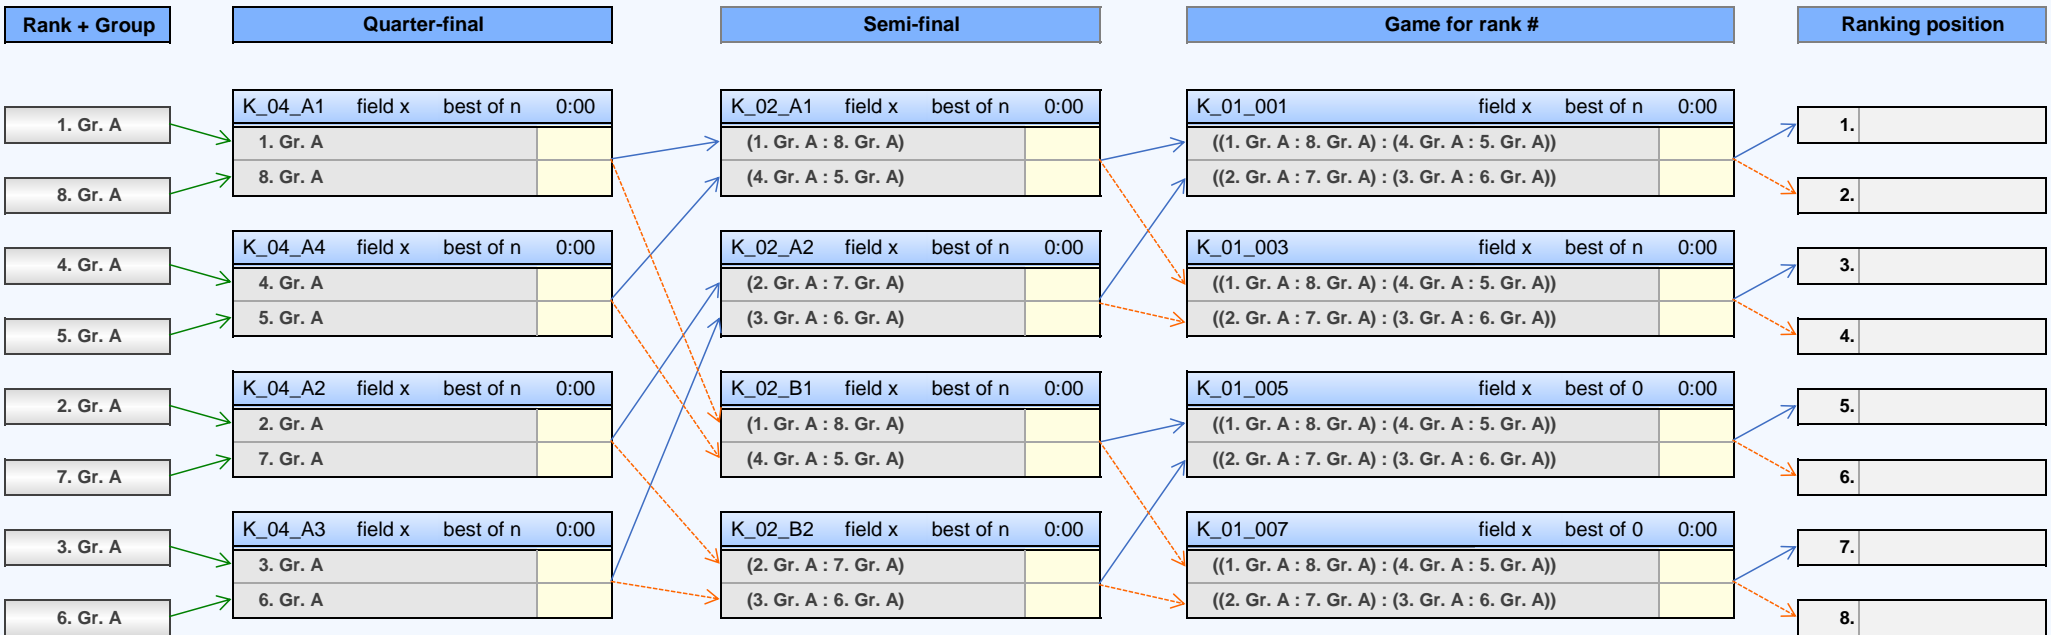 Rank + Group Quarter-final Semi-final Game for rank # Ranking position
K_04_A1 field x best of n 0:00 K_02_A1 field x best of n 0:00 K_01_001 field x best of n 0:00
1. Gr. A 1. Gr. A (1. Gr. A : 8. Gr. A) ((1. Gr. A : 8. Gr. A) : (4. Gr. A : 5. Gr. A)) 1.
8. Gr. A 8. Gr. A (4. Gr. A : 5. Gr. A) ((2. Gr. A : 7. Gr. A) : (3. Gr. A : 6. Gr. A)) 2.
K_04_A4 field x best of n 0:00 K_02_A2 field x best of n 0:00 K_01_003 field x best of n 0:00
4. Gr. A 4. Gr. A (2. Gr. A : 7. Gr. A) ((1. Gr. A : 8. Gr. A) : (4. Gr. A : 5. Gr. A)) 3.
5. Gr. A 5. Gr. A (3. Gr. A : 6. Gr. A) ((2. Gr. A : 7. Gr. A) : (3. Gr. A : 6. Gr. A)) 4.
K_04_A2 field x best of n 0:00 K_02_B1 field x best of n 0:00 K_01_005 field x best of 0 0:00
2. Gr. A 2. Gr. A (1. Gr. A : 8. Gr. A) ((1. Gr. A : 8. Gr. A) : (4. Gr. A : 5. Gr. A)) 5.
7. Gr. A 7. Gr. A (4. Gr. A : 5. Gr. A) ((2. Gr. A : 7. Gr. A) : (3. Gr. A : 6. Gr. A)) 6.
K_04_A3 field x best of n 0:00 K_02_B2 field x best of n 0:00 K_01_007 field x best of 0 0:00
3. Gr. A 3. Gr. A (2. Gr. A : 7. Gr. A) ((1. Gr. A : 8. Gr. A) : (4. Gr. A : 5. Gr. A)) 7.
6. Gr. A 6. Gr. A (3. Gr. A : 6. Gr. A) ((2. Gr. A : 7. Gr. A) : (3. Gr. A : 6. Gr. A)) 8.